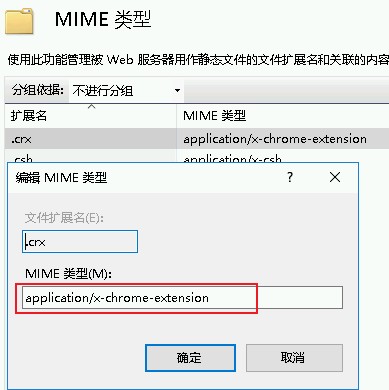 MIME 类型
使用此功能管理被 Web 服务器用作静态文件的文件扩展名和关联的内容
分组依据: 不进行分组
扩展名 MIME 类型
.crx application/x-chrome-extension
.csh application/x-csh
编辑 MIME 类型 ? ×
文件扩展名(E):
.crx
MIME 类型(M):
application/x-chrome-extension
确定 取消